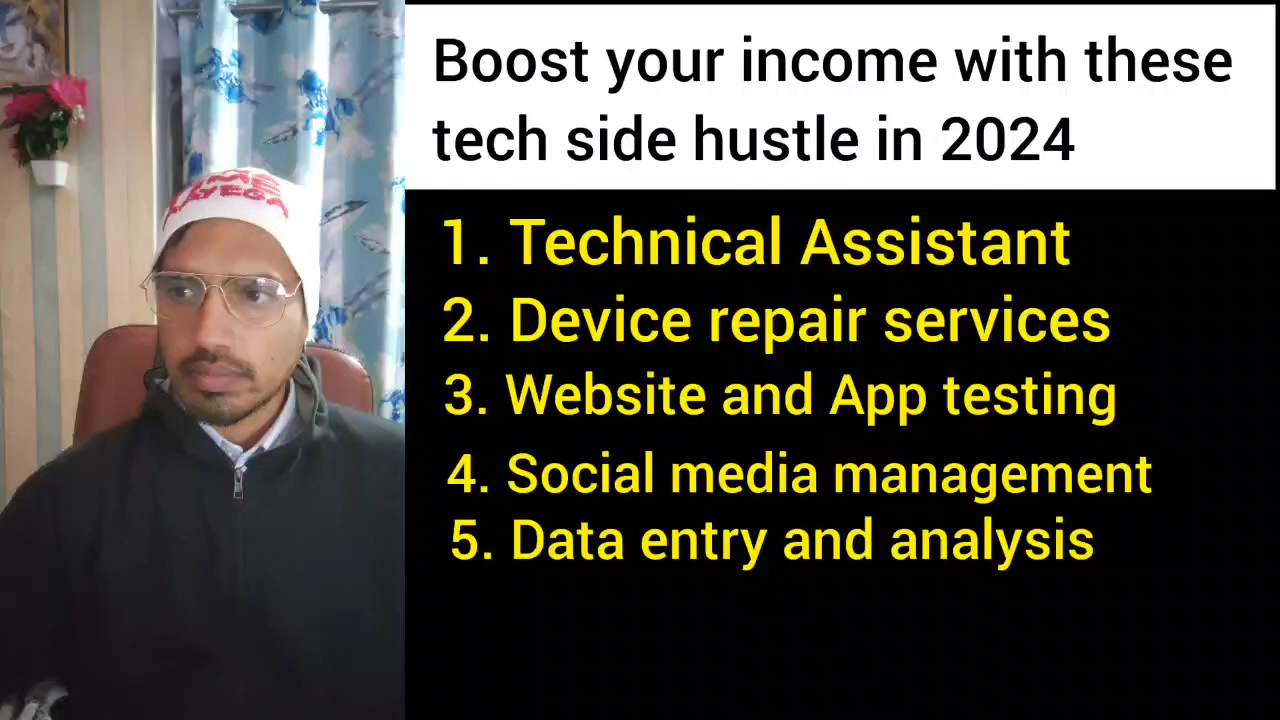 Boost your income with these
tech side hustle in 2024
1. Technical Assistant
2. Device repair services
3. Website and App testing
4. Social media management
5. Data entry and analysis